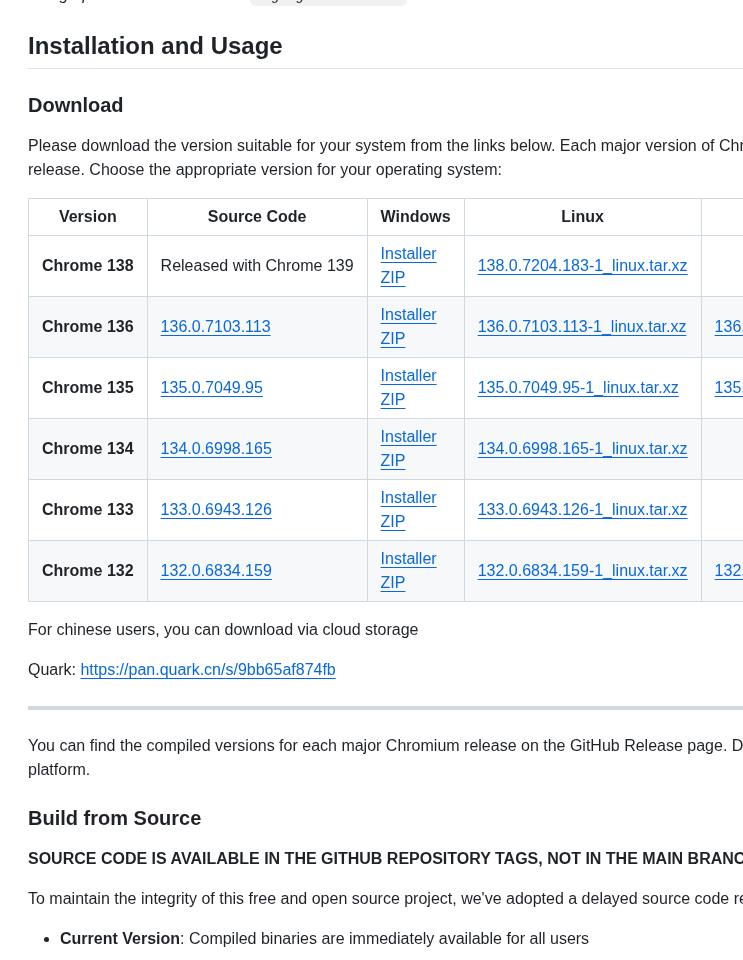 Installation and Usage
Download
Please download the version suitable for your system from the links below. Each major version of Chr
release. Choose the appropriate version for your operating system:
Version Source Code Windows Linux
Chrome 138 Released with Chrome 139 Installer ZIP 138.0.7204.183-1_linux.tar.xz
Chrome 136 136.0.7103.113 Installer ZIP 136.0.7103.113-1_linux.tar.xz 136.
Chrome 135 135.0.7049.95 Installer ZIP 135.0.7049.95-1_linux.tar.xz 135.
Chrome 134 134.0.6998.165 Installer ZIP 134.0.6998.165-1_linux.tar.xz
Chrome 133 133.0.6943.126 Installer ZIP 133.0.6943.126-1_linux.tar.xz
Chrome 132 132.0.6834.159 Installer ZIP 132.0.6834.159-1_linux.tar.xz 132.
For chinese users, you can download via cloud storage
Quark: https://pan.quark.cn/s/9bb65af874fb
You can find the compiled versions for each major Chromium release on the GitHub Release page. D
platform.
Build from Source
SOURCE CODE IS AVAILABLE IN THE GITHUB REPOSITORY TAGS, NOT IN THE MAIN BRANC
To maintain the integrity of this free and open source project, we've adopted a delayed source code re
• Current Version: Compiled binaries are immediately available for all users